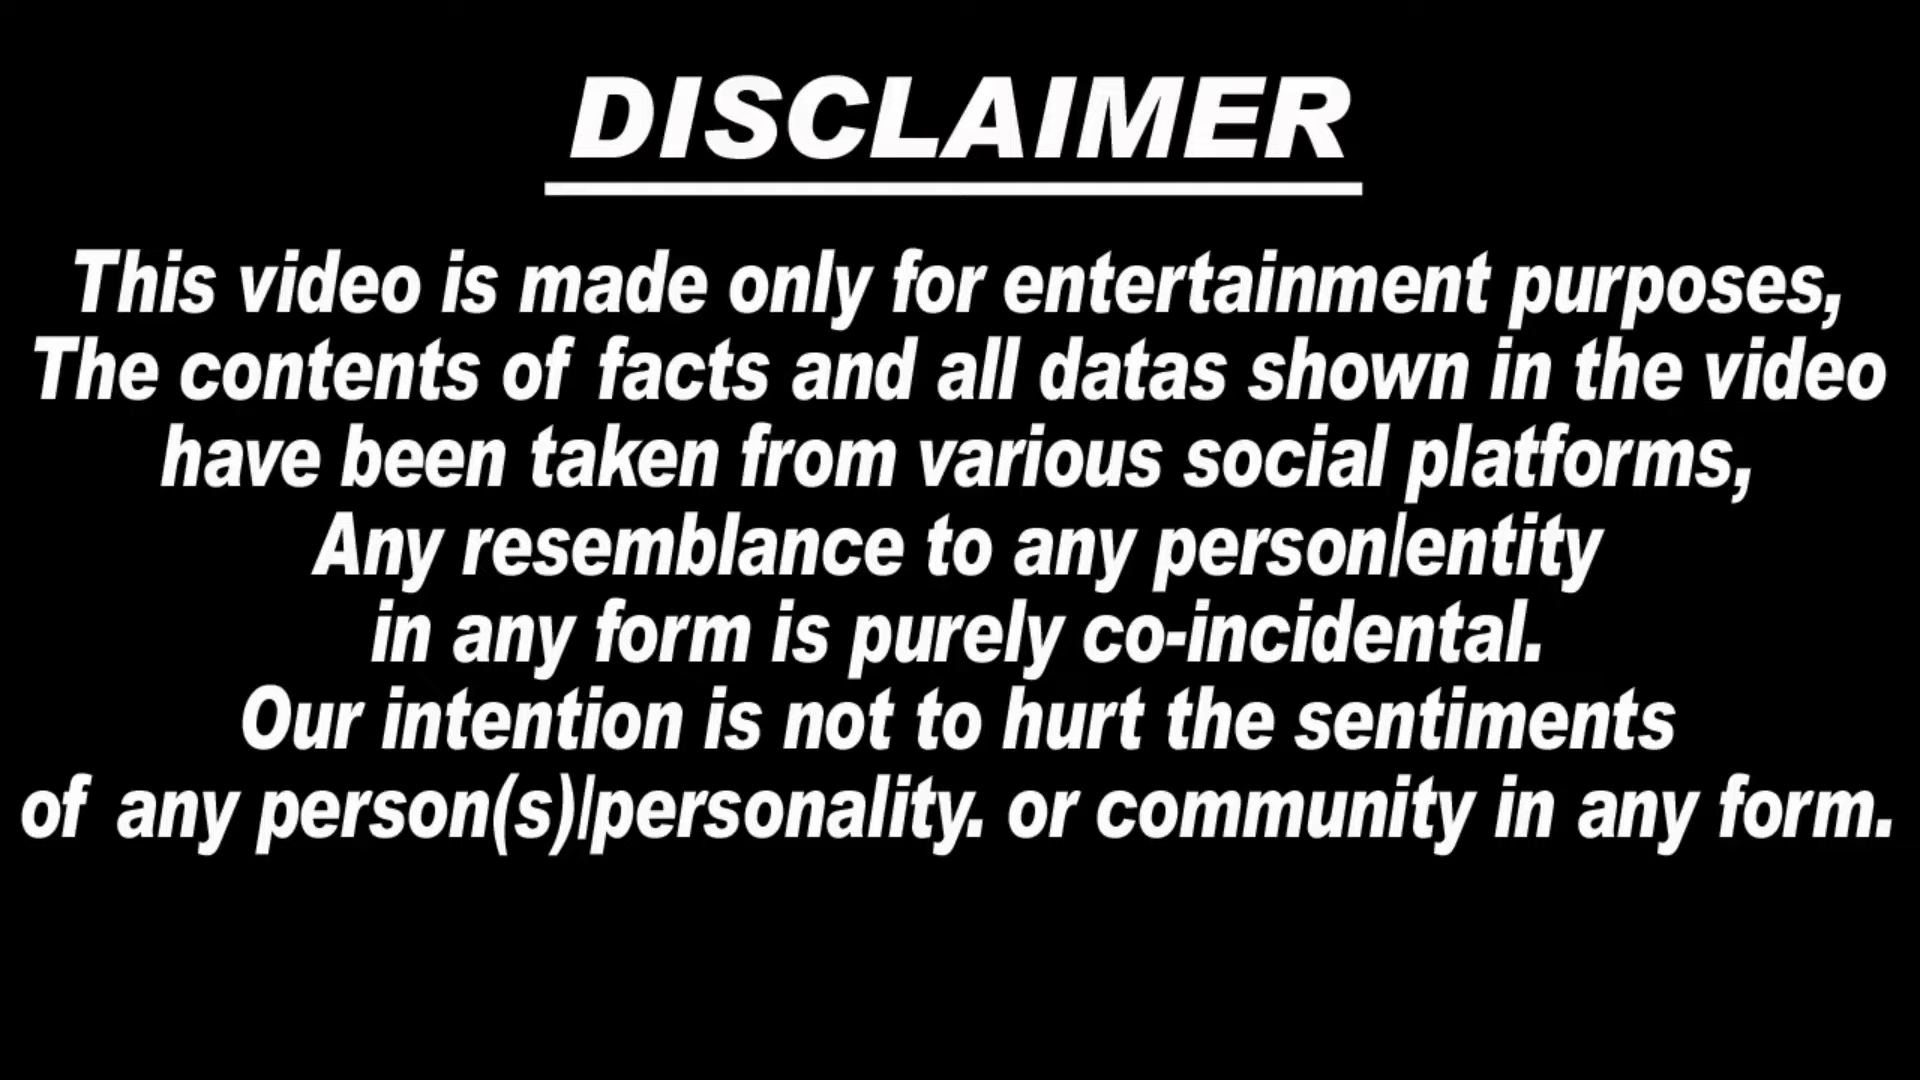 DISCLAIMER
This video is made only for entertainment purposes,
The contents of facts and all datas shown in the video
have been taken from various social platforms,
Any resemblance to any person/entity
in any form is purely co-incidental.
Our intention is not to hurt the sentiments
of any person(s)/personality. or community in any form.